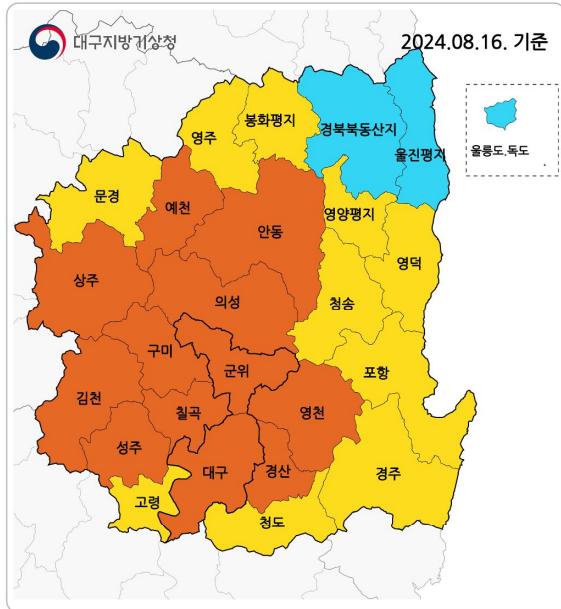 대구지방기상청
2024.08.16. 기준
봉화평지
영주
경북북동산지
울진평지
울릉도.독도
문경
예천
영양평지
안동
영덕
상주
의성
청송
구미
군위
포항
김천
칠곡
영천
성주
대구
경산
경주
고령
청도